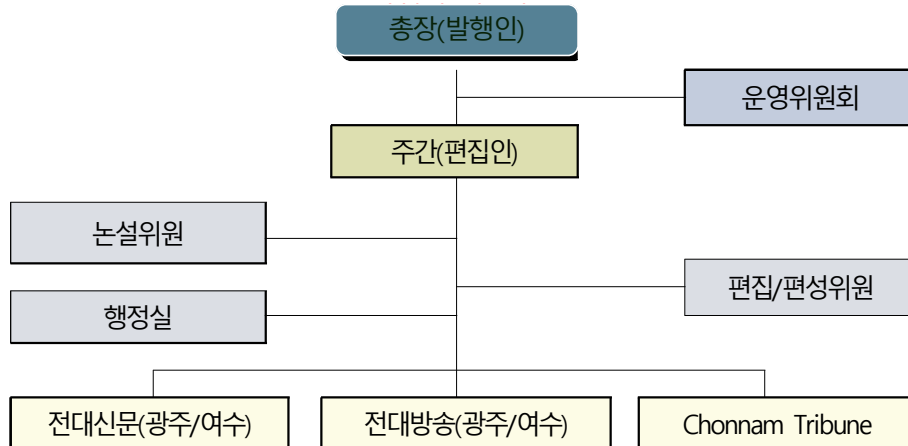 총장(발행인)
운영위원회
주간(편집인)
논설위원
편집/편성위원
행정실
전대신문(광주/여수)
전대방송(광주/여수)
Chonnam Tribune